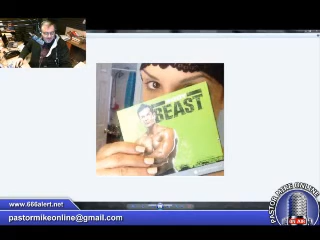 BEAST
www.666alert.net
pastormikeonline@gmail.com
PASTOR MIKE ONLINE
ON AIR